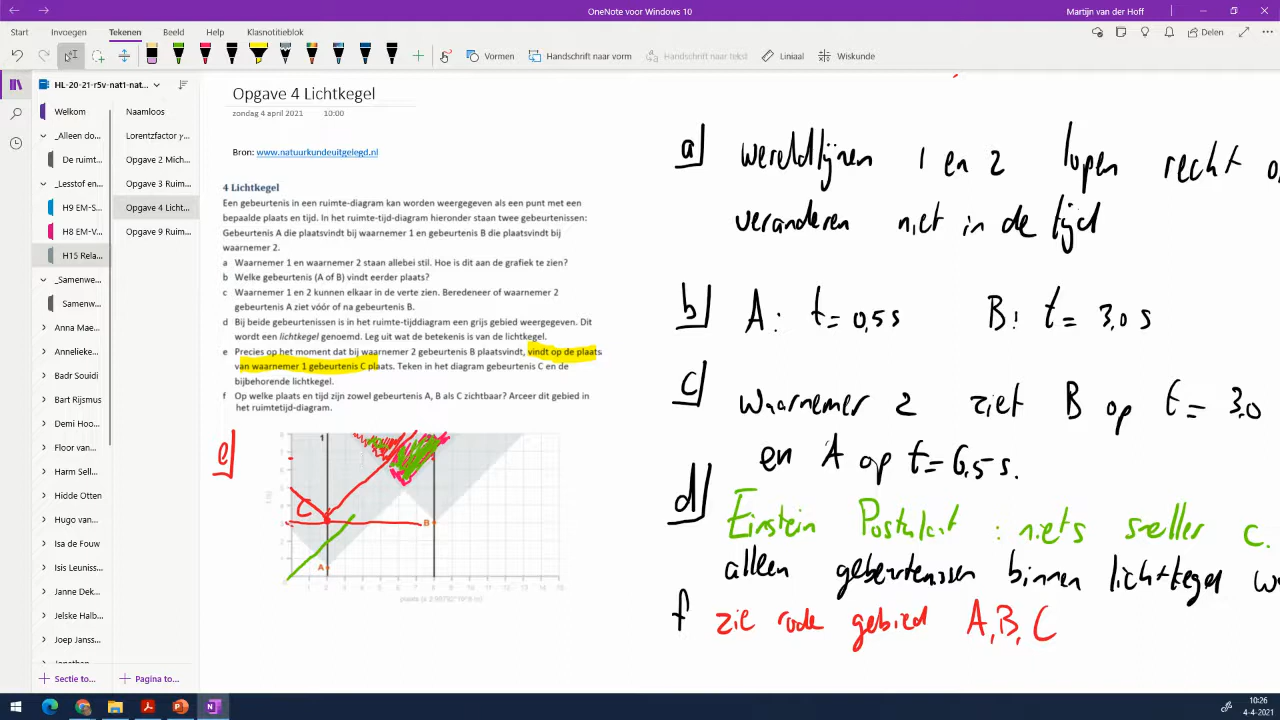 OneNote voor Windows 10
Martijn van der Hoff
Start
Invoegen
Tekenen
Beeld
Help
Klasnotitieblok
Delen
Vormen
Handschrift naar vorm
Handschrift naar tekst
Liniaal
Wiskunde
HL-20-21-r5v-nat1-nat...
Welkom
_Alleen do...
De ruimt...
_Lesstof en...
H9 EM-S...
H8 EM-V...
H15 Rela...
_Samenwe...
Samenw...
Anna Mae...
Annelieke...
Badr Souidi
Bart Rijsmus
Demi Hoo...
Floor van...
Harm Sell...
Hidde Otten
Hugo van...
Isa de Fouw
Isa Leunis...
Janne Dek...
Jelske Haib...
Joep Janss...
Sectie to...
Naamloos
Lorentzfactor γ...
Opgave 2 Mich...
Opgave 3 Ruim...
Opgave 4 Licht...
Opgave 9 Ruim...
Pagina to...
Opgave 4 Lichtkegel
zondag 4 april 2021 10:00
Bron: www.natuurkundeuitgelegd.nl
4 Lichtkegel
Een gebeurtenis in een ruimte-diagram kan worden weergegeven als een punt met een
bepaalde plaats en tijd. In het ruimte-tijd-diagram hieronder staan twee gebeurtenissen:
Gebeurtenis A die plaatsvindt bij waarnemer 1 en gebeurtenis B die plaatsvindt bij
waarnemer 2.
a Waarnemer 1 en waarnemer 2 staan allebei stil. Hoe is dit aan de grafiek te zien?
b Welke gebeurtenis (A of B) vindt eerder plaats?
c Waarnemer 1 en 2 kunnen elkaar in de verte zien. Beredeneer of waarnemer 2
gebeurtenis A ziet vóór of na gebeurtenis B.
d Bij beide gebeurtenissen is in het ruimte-tijddiagram een grijs gebied weergegeven. Dit
wordt een lichtkegel genoemd. Leg uit wat de betekenis is van de lichtkegel.
e Precies op het moment dat bij waarnemer 2 gebeurtenis B plaatsvindt, vindt op de plaats
van waarnemer 1 gebeurtenis C plaats. Teken in het diagram gebeurtenis C en de
bijbehorende lichtkegel.
f Op welke plaats en tijd zijn zowel gebeurtenis A, B als C zichtbaar? Arceer dit gebied in
het ruimtetijd-diagram.
e)
1
C
B
A
a) wereldlijnen 1 en 2 lopen recht
veranderen niet in de tijd
b) A: t= 0,5 s B: t= 3.0 s
c) waarnemer 2 ziet B op t= 3.0
en A op t= 6,5 s.
d) Einstein Postulaat : niets sneller c.
alleen gebeurtenissen binnen lichtkegel
f zie rode gebied A, B, C
10:26
4-4-2021